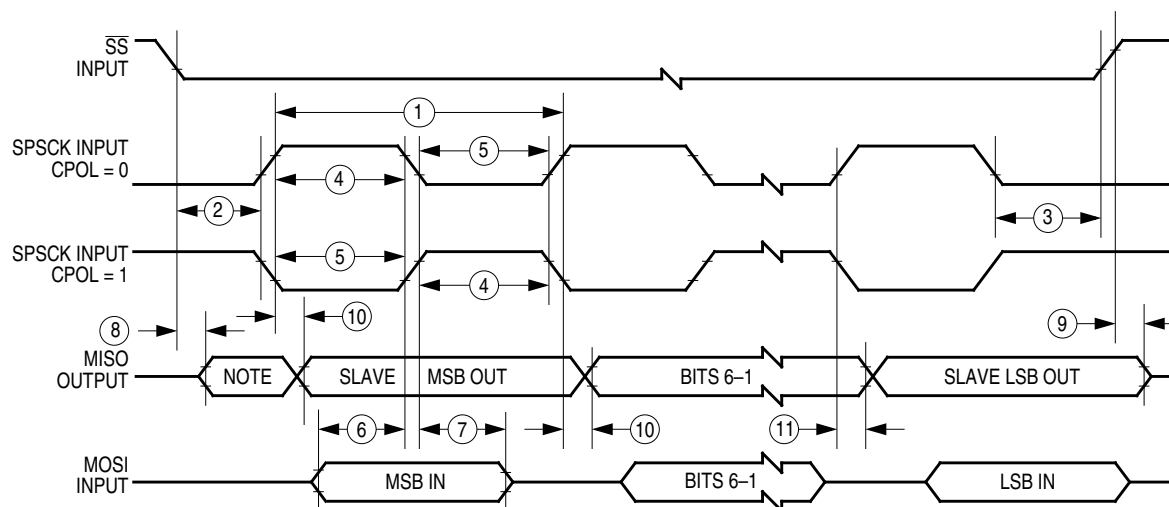 SS
INPUT
1
SPSCK INPUT
CPOL = 0
5
4
2
3
SPSCK INPUT
CPOL = 1
5
4
8
10
9
MISO
OUTPUT
NOTE
SLAVE MSB OUT
BITS 6–1
SLAVE LSB OUT
6
7
10
11
MOSI
INPUT
MSB IN
BITS 6–1
LSB IN